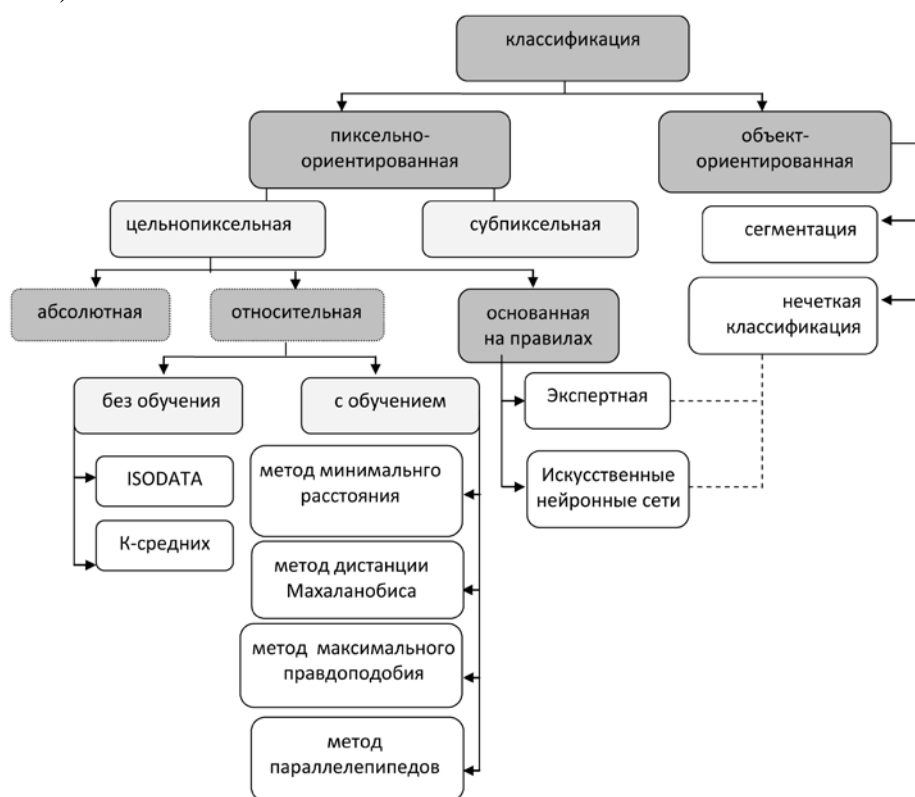 )
классификация
пиксельно-
ориентированная
объект-
ориентированная
цельнопиксельная
субпиксельная
сегментация
абсолютная
относительная
основанная
на правилах
нечеткая
классификация
без обучения
с обучением
Экспертная
ISODATA
метод минимальнго
расстояния
Искусственные
нейронные сети
К-средних
метод дистанции
Махаланобиса
метод максимального
правдоподобия
метод
параллелепипедов